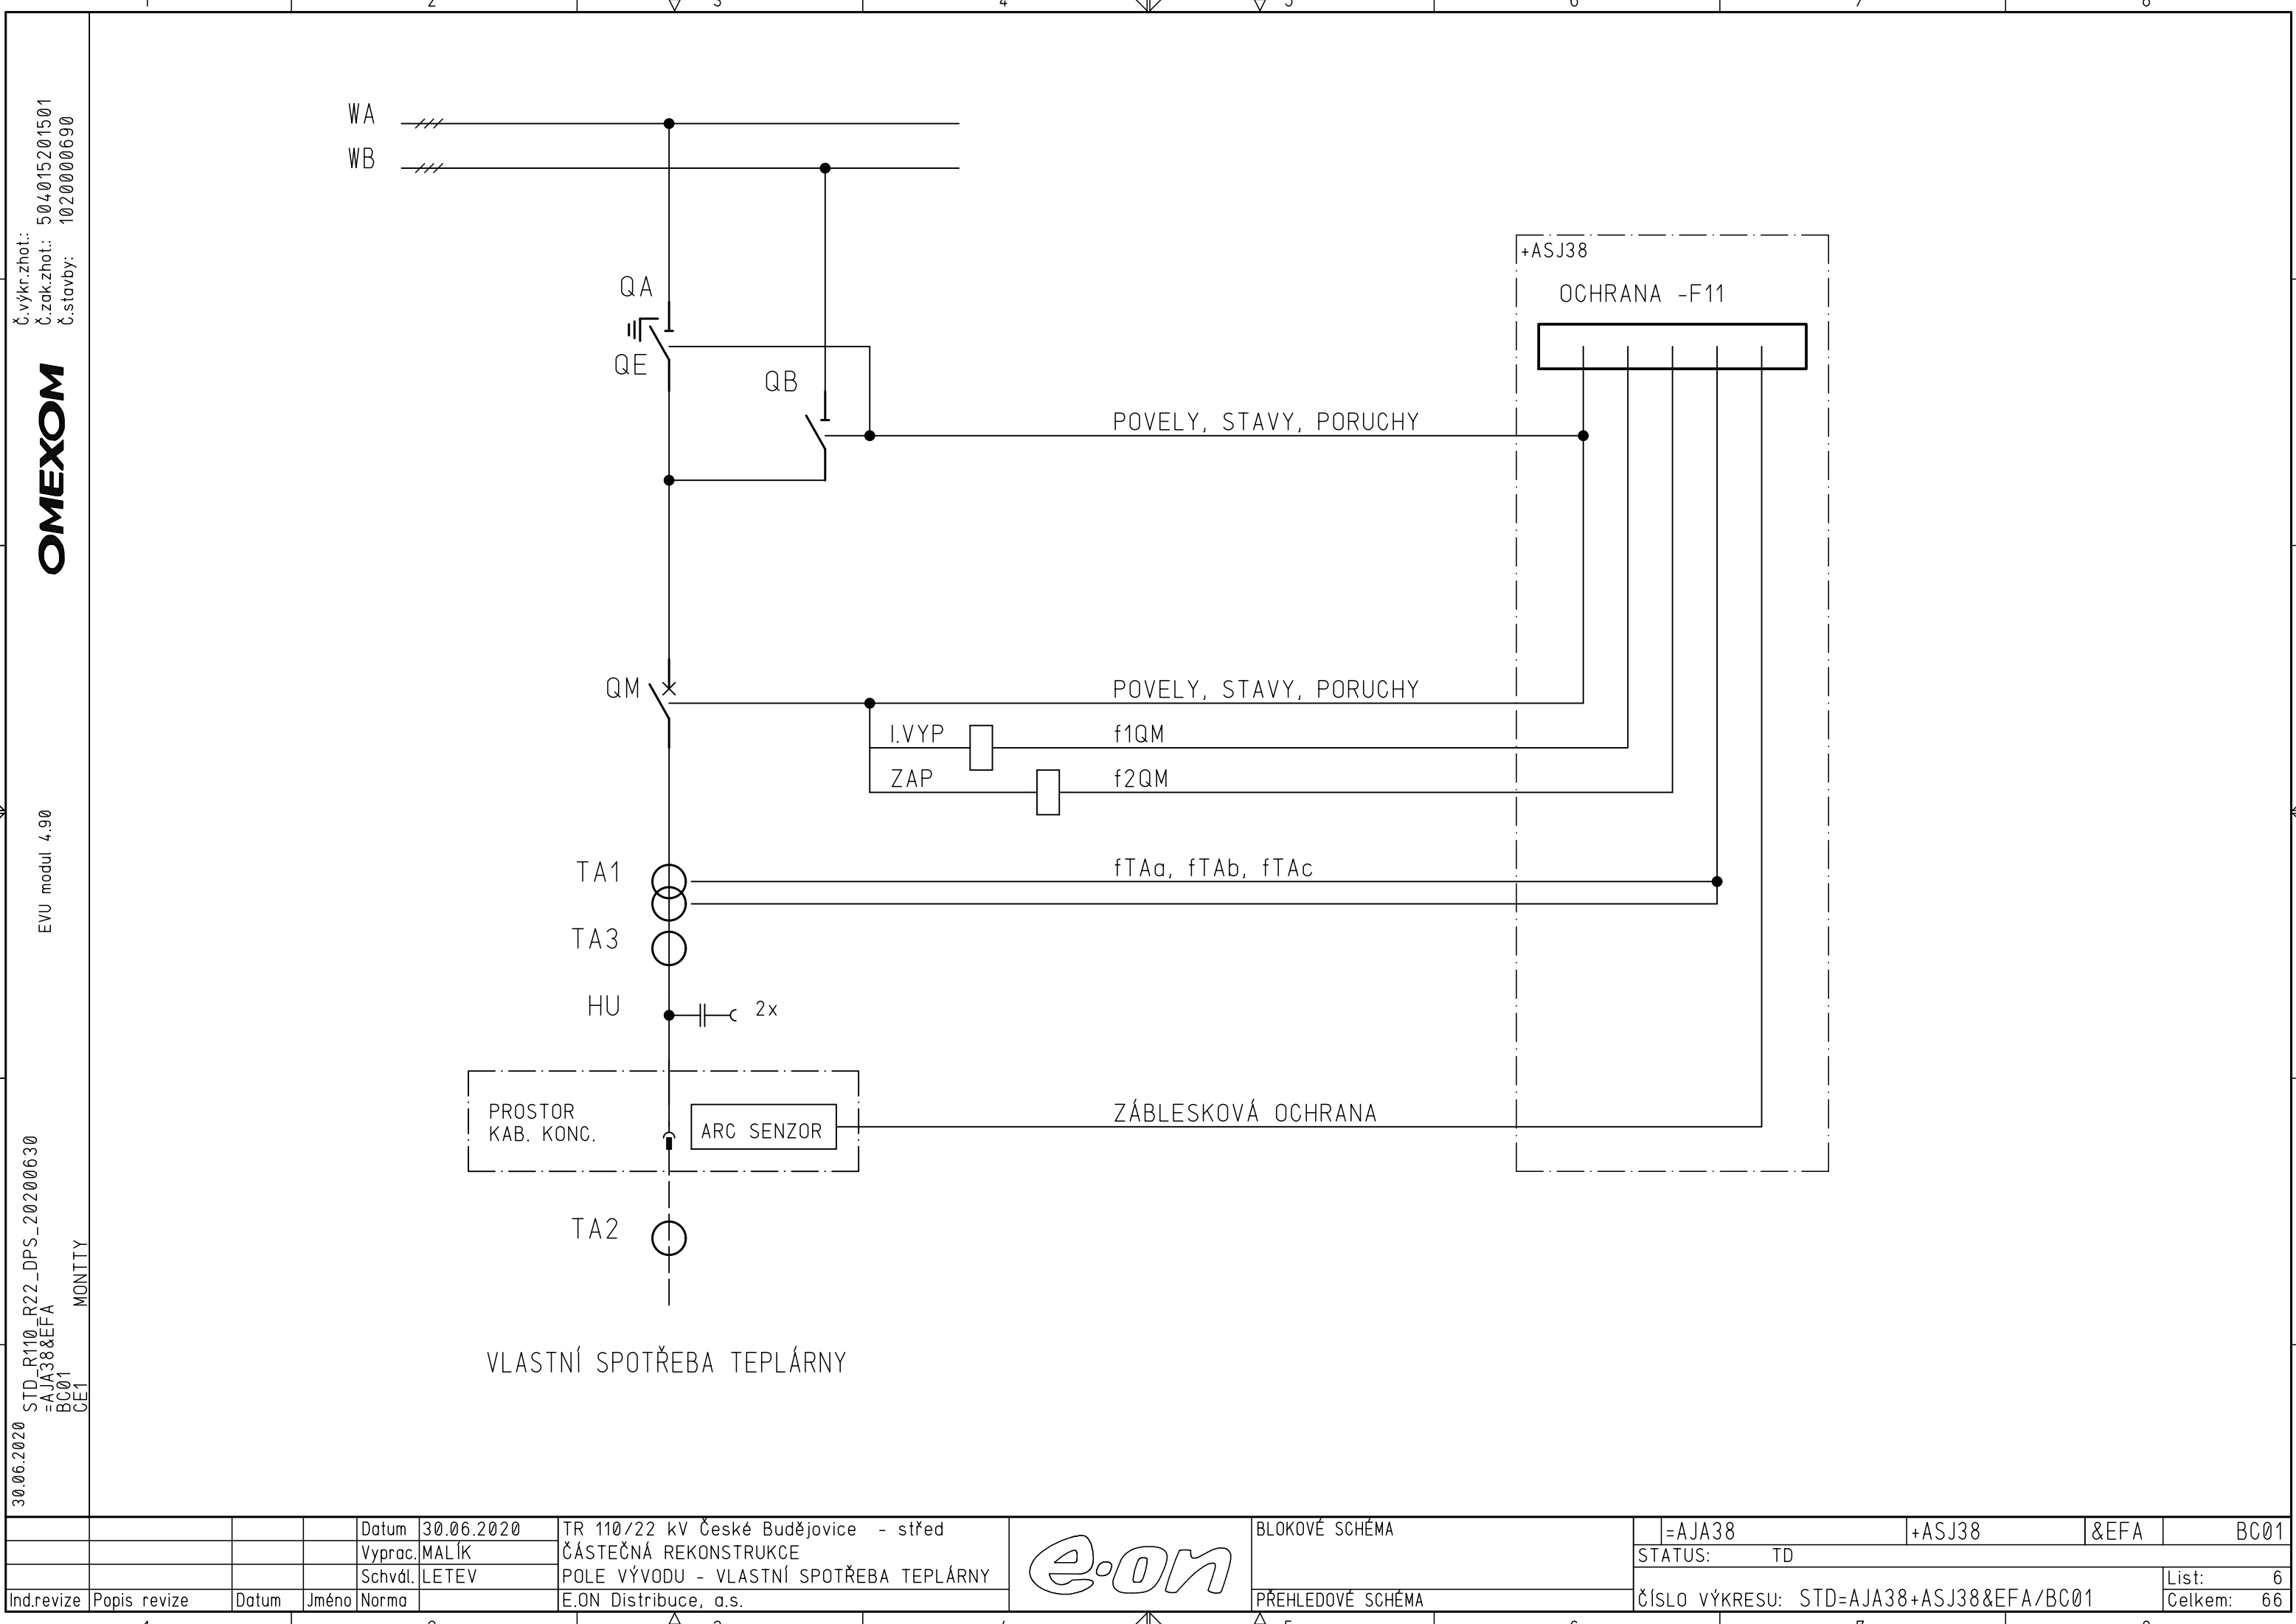 WA
WB
QA
QE
QB
QM
POVELY, STAVY, PORUCHY
+ASJ38
OCHRANA -F11
POVELY, STAVY, PORUCHY
I.VYP
f1QM
ZAP
f2QM
TA1
fTAa, fTAb, fTAc
TA3
HU
2x
PROSTOR
KAB. KONC.
ARC SENZOR
ZÁBLESKOVÁ OCHRANA
TA2
VLASTNÍ SPOTŘEBA TEPLÁRNY
Č.výkr.zhot.:
Č.zak.zhot.: 504015201501
Č.stavby: 1020000690
OMEXOM
EVU modul 4.90
30.06.2020
STD_R110_R22_DPS_20200630
=AJA38&EFA
BC01
CE1 MONTTY
Datum 30.06.2020
Vyprac. MALÍK
Schvál. LETEV
Ind.revize Popis revize Datum Jméno Norma
TR 110/22 kV České Budějovice - střed
ČÁSTEČNÁ REKONSTRUKCE
POLE VÝVODU - VLASTNÍ SPOTŘEBA TEPLÁRNY
E.ON Distribuce, a.s.
e·on
BLOKOVÉ SCHÉMA
PŘEHLEDOVÉ SCHÉMA
=AJA38 +ASJ38 &EFA BC01
STATUS: TD
ČÍSLO VÝKRESU: STD=AJA38+ASJ38&EFA/BC01
List: 6
Celkem: 66